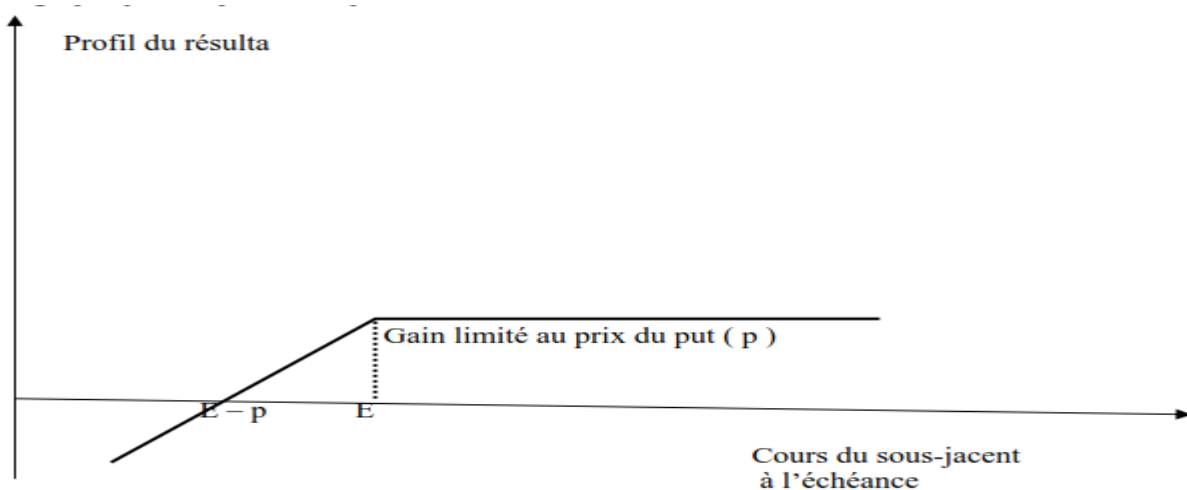 Profil du résulta
Gain limité au prix du put ( p )
E – p
E
Cours du sous-jacent
à l’échéance